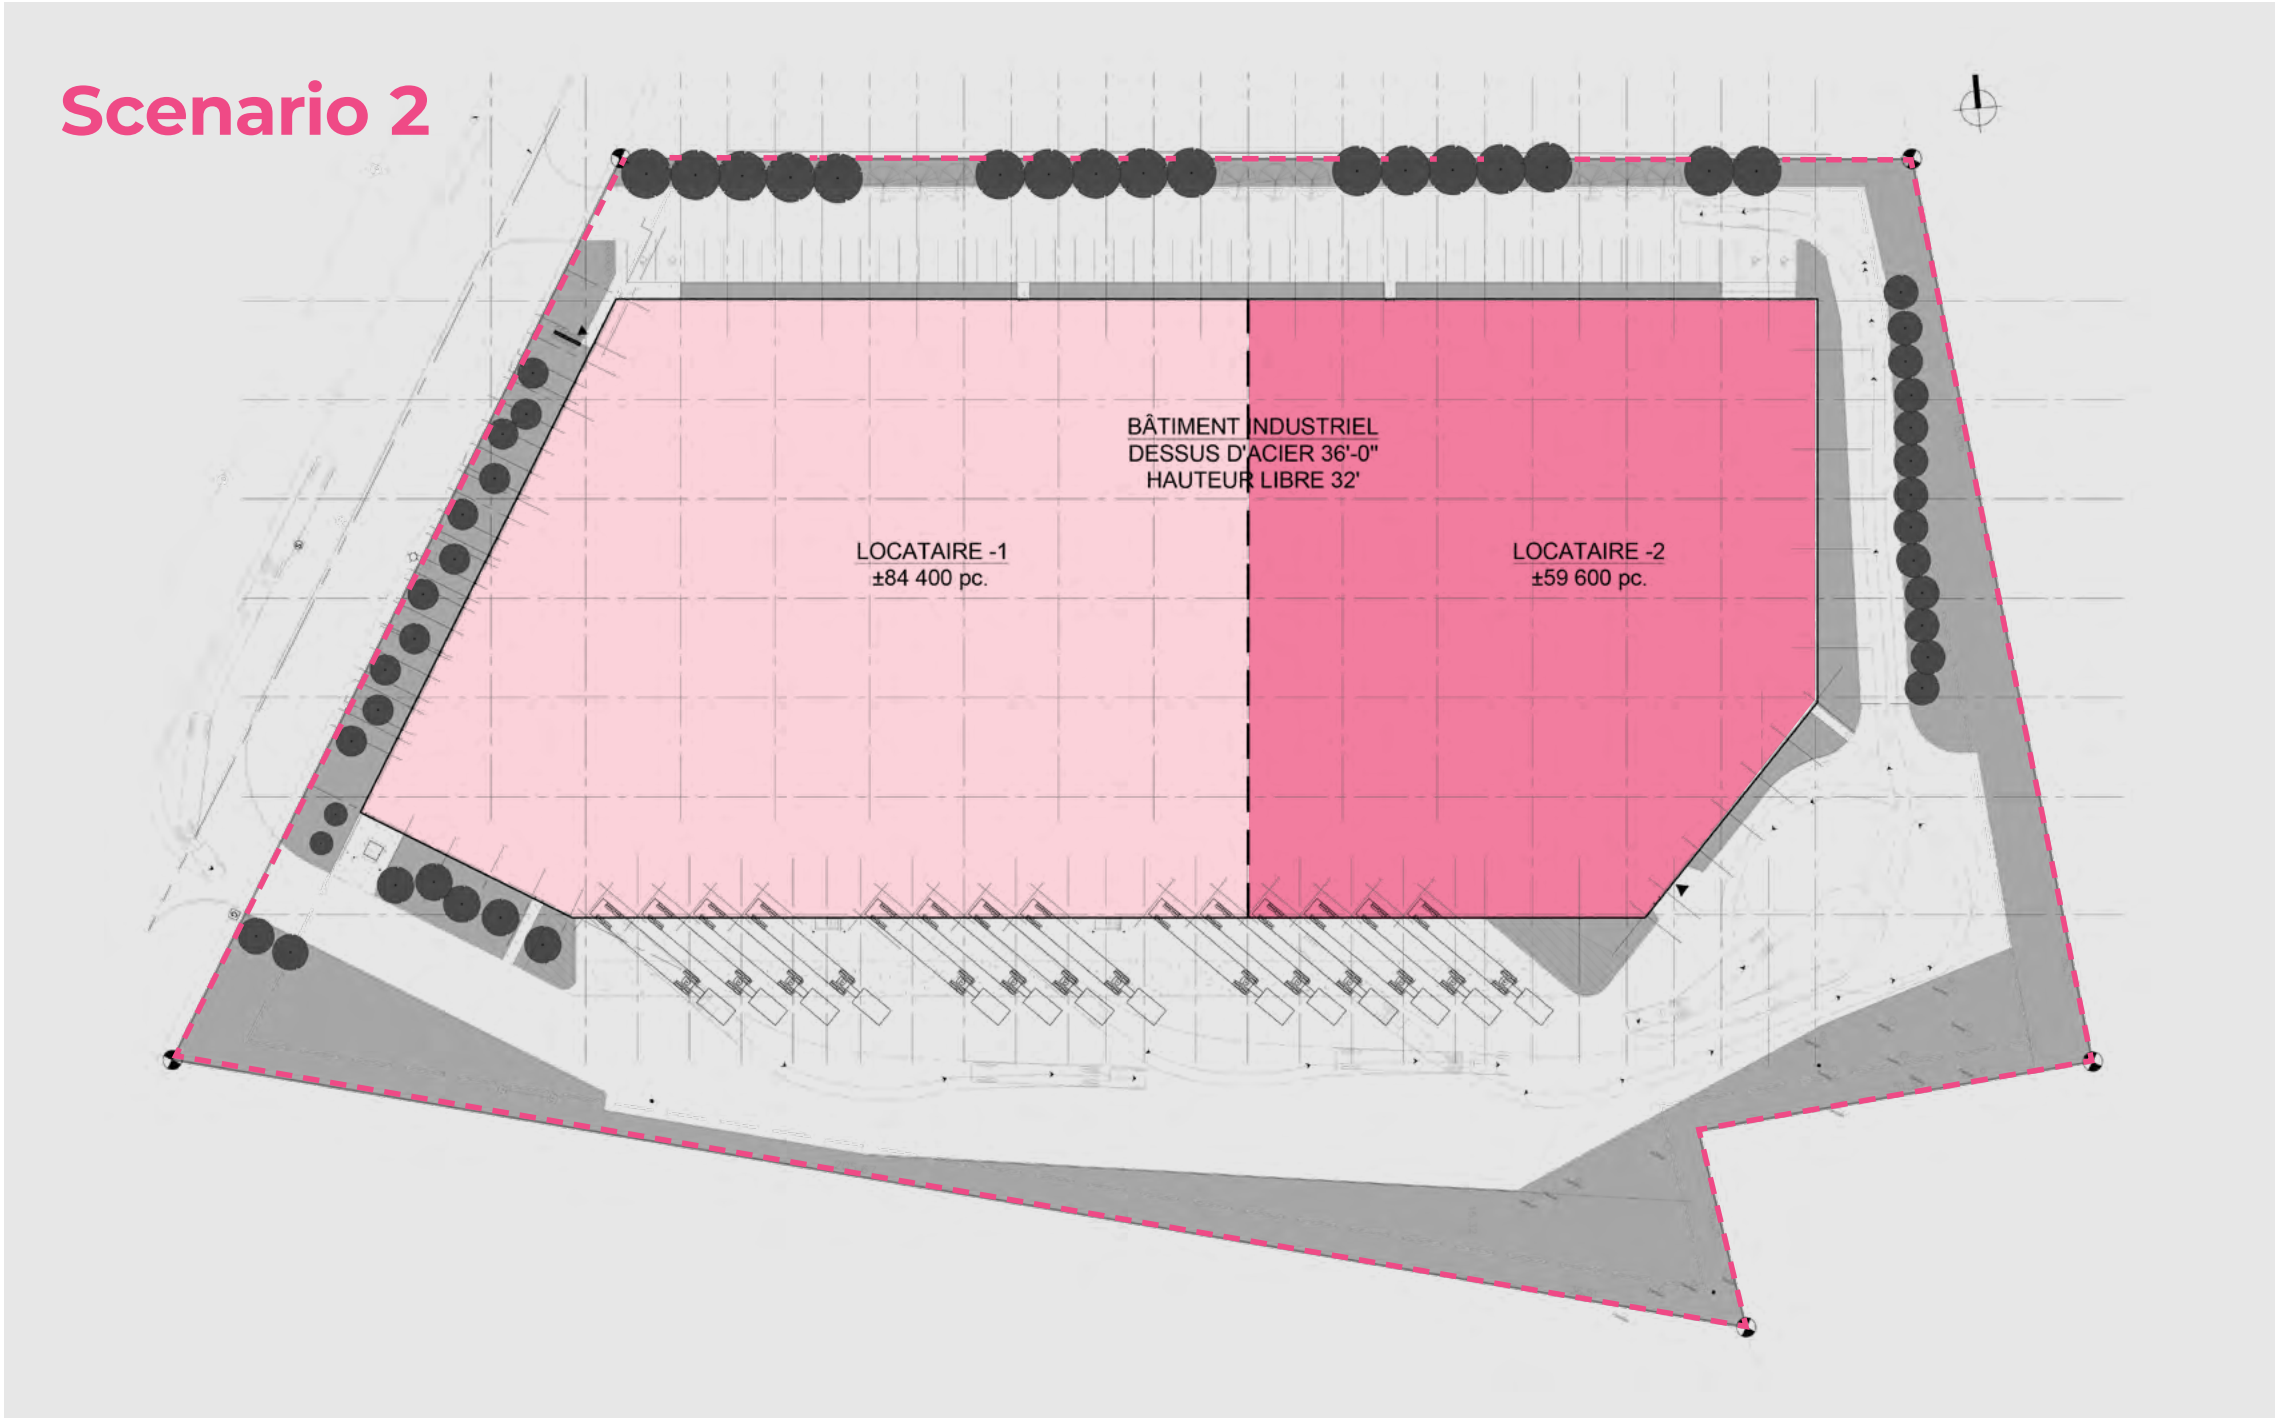 Scenario 2
BÂTIMENT INDUSTRIEL
DESSUS D'ACIER 36'-0"
HAUTEUR LIBRE 32'
LOCATAIRE -1
±84 400 pc.
LOCATAIRE -2
±59 600 pc.